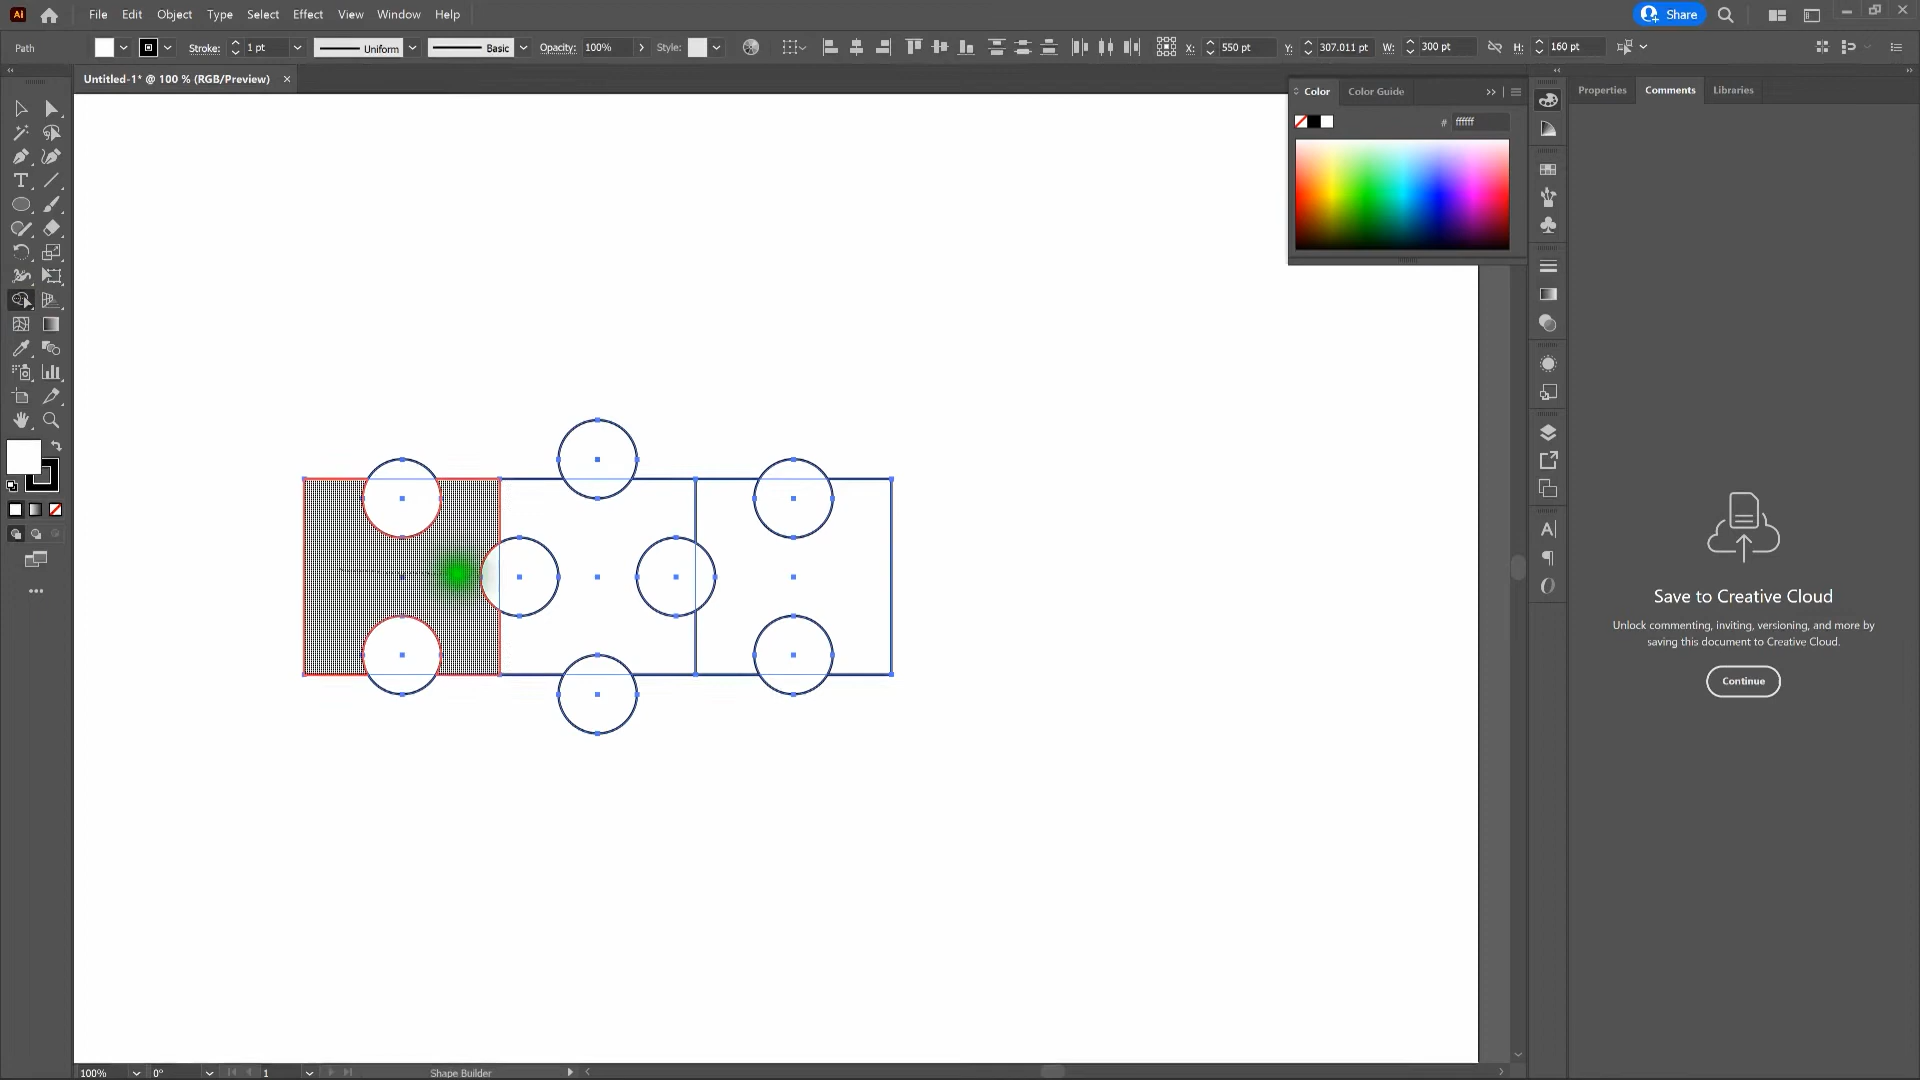 Ai File Edit Object Type Select Effect View Window Help Share
Path Stroke: 1 pt Uniform Basic Opacity: 100% Style: X: 550 pt Y: 307.011 pt W: 300 pt H: 160 pt
Untitled-1* @ 100 % (RGB/Preview) ×
Color Color Guide
# ffffff
Properties Comments Libraries
Save to Creative Cloud
Unlock commenting, inviting, versioning, and more by
saving this document to Creative Cloud.
Continue
100% 0° 1 Shape Builder